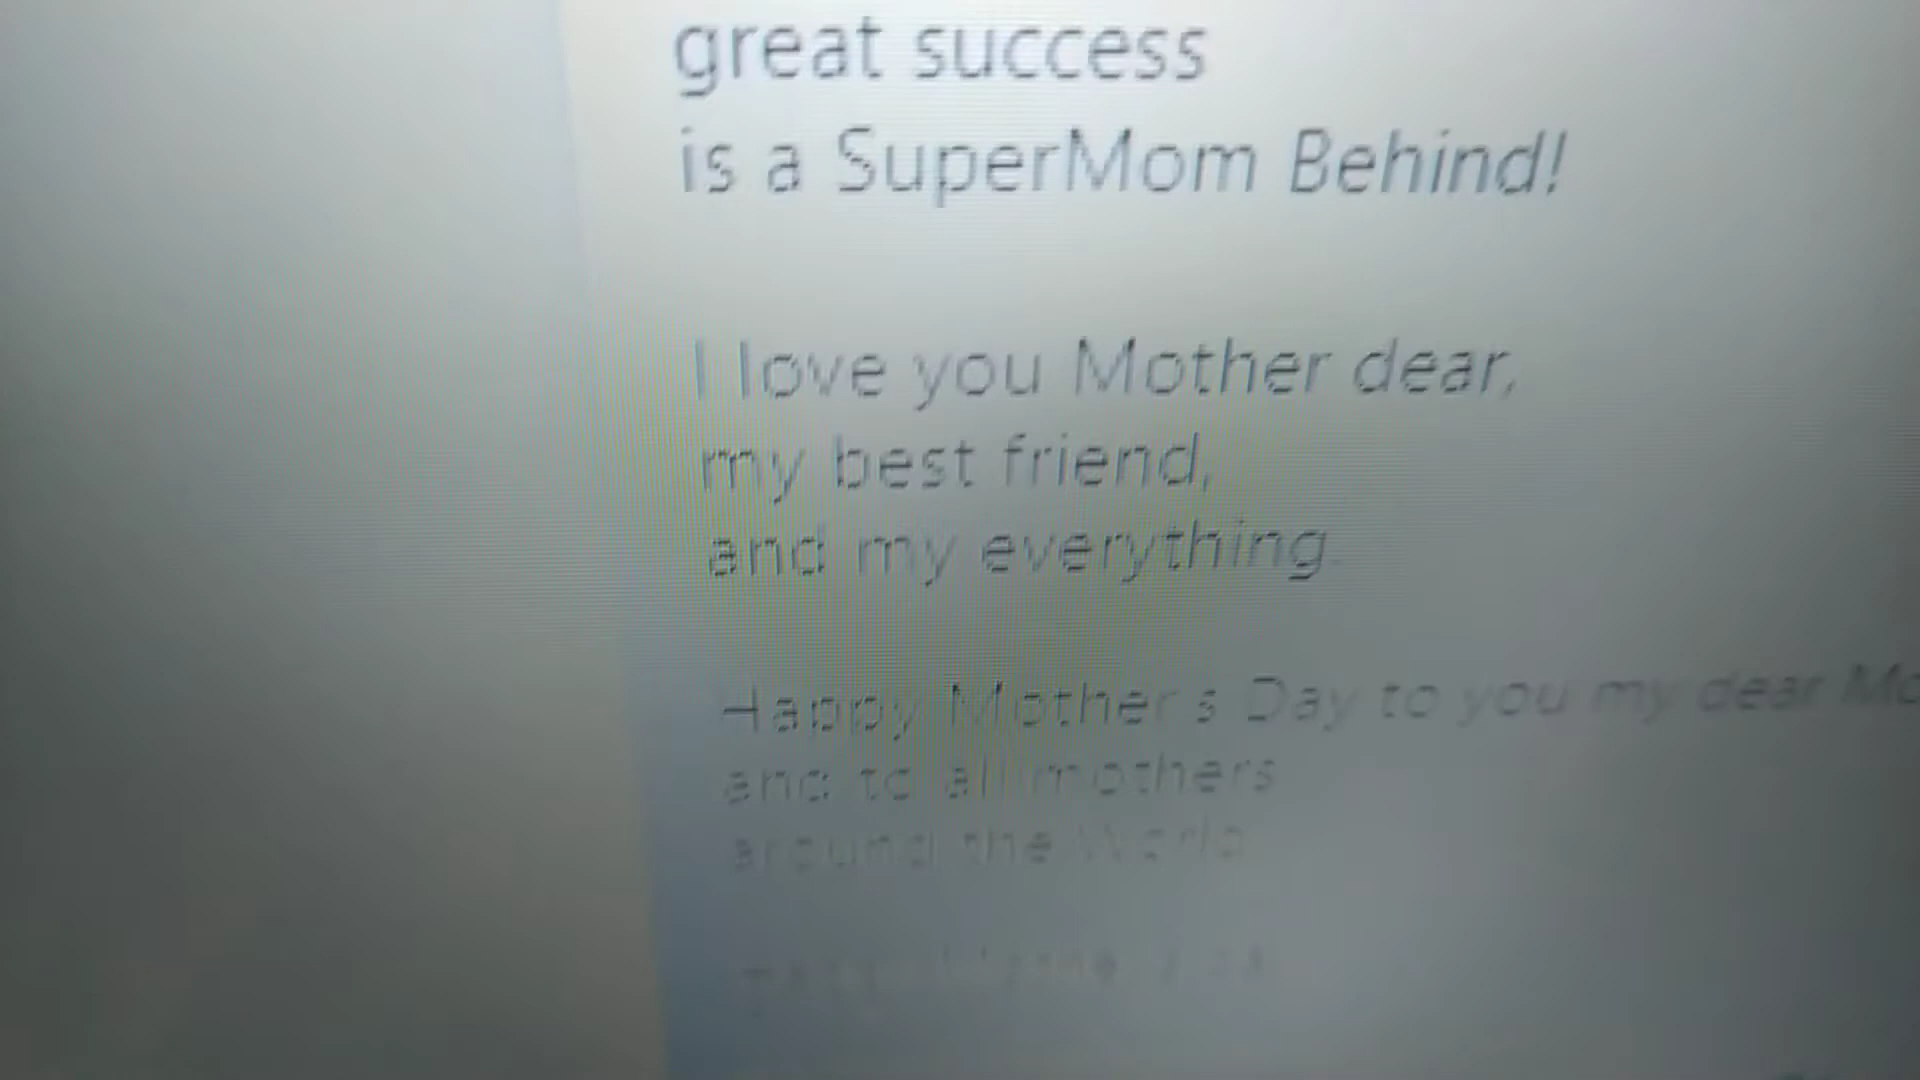 great success
is a SuperMom Behind!
I love you Mother dear,
my best friend,
and my everything
Happy Mother's Day to you my dear
and to all mothers
around the World